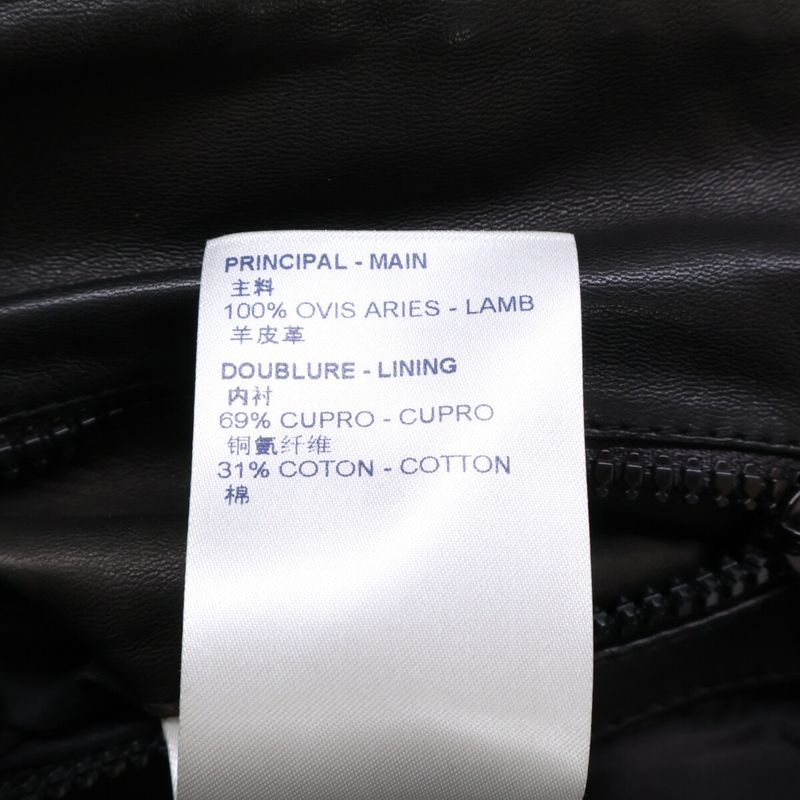 PRINCIPAL - MAIN
主料
100% OVIS ARIES - LAMB
羊皮革
DOUBLURE - LINING
内衬
69% CUPRO - CUPRO
铜氨纤维
31% COTON - COTTON
棉